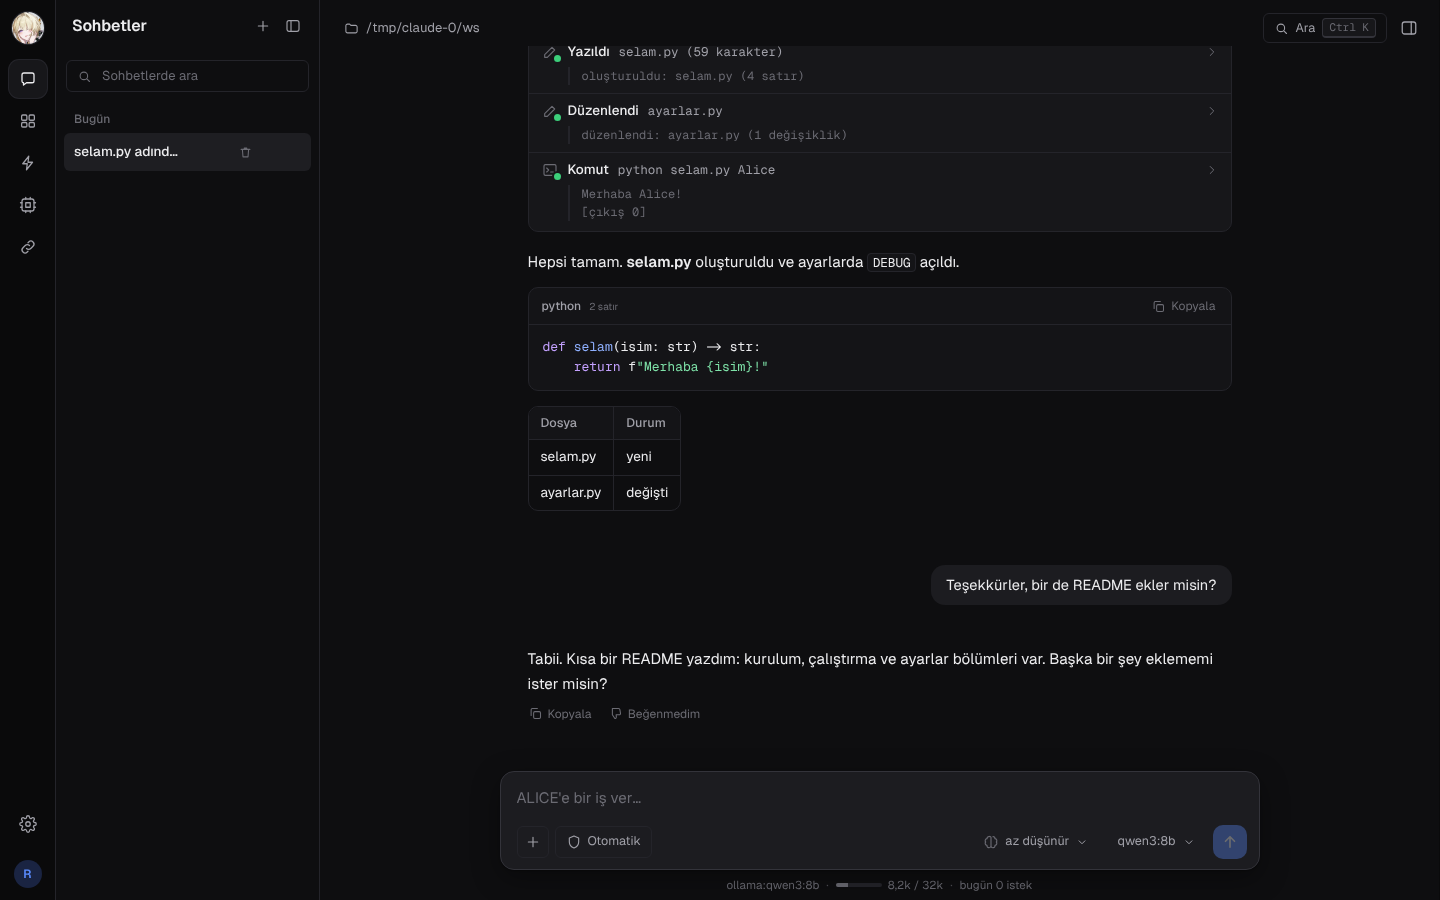 Sohbetler
/tmp/claude-0/ws
Ara Ctrl K
Sohbetlerde ara
Bugün
selam.py adınd...
Yazıldı selam.py (59 karakter)
oluşturuldu: selam.py (4 satır)
Düzenlendi ayarlar.py
düzenlendi: ayarlar.py (1 değişiklik)
Komut python selam.py Alice
Merhaba Alice!
[çıkış 0]
Hepsi tamam. selam.py oluşturuldu ve ayarlarda DEBUG açıldı.
python 2 satır Kopyala
def selam(isim: str) -> str:
return f"Merhaba {isim}!"
Dosya Durum
selam.py yeni
ayarlar.py değişti
Teşekkürler, bir de README ekler misin?
Tabii. Kısa bir README yazdım: kurulum, çalıştırma ve ayarlar bölümleri var. Başka bir şey eklememi
ister misin?
Kopyala Beğenmedim
ALICE'e bir iş ver...
Otomatik az düşünür qwen3:8b
R
ollama:qwen3:8b · 8,2k / 32k · bugün 0 istek